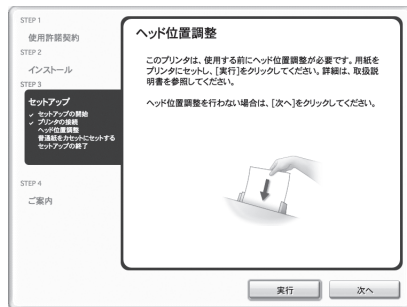 STEP 1
使用許諾契約
STEP 2
インストール
STEP 3
セットアップ
✓ セットアップの開始
✓ プリンタの接続
ヘッド位置調整
普通紙をカセットにセットする
セットアップの終了
STEP 4
ご案内
ヘッド位置調整
このプリンタは、使用する前にヘッド位置調整が必要です。用紙を
プリンタにセットし、[実行]をクリックしてください。詳細は、取扱説
明書を参照してください。
ヘッド位置調整を行わない場合は、[次へ]をクリックしてください。
実行
次へ